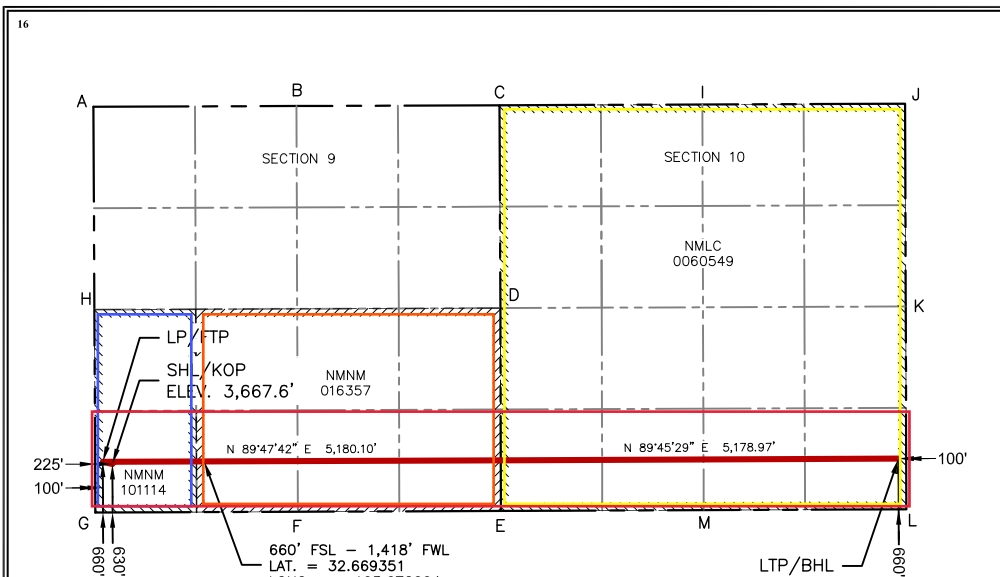 16
A
B
C
I
J
SECTION 9
SECTION 10
NMLC
0060549
H
D
K
LP/FTP
SHL/KOP
ELEV. 3,667.6'
NMNM
016357
N 89°47'42" E 5,180.10'
N 89°45'29" E 5,178.97'
225'
100'
100'
NMNM
101114
G
F
E
M
L
660'
630'
660' FSL – 1,418' FWL
LAT. = 32.669351
LTP/BHL
660'